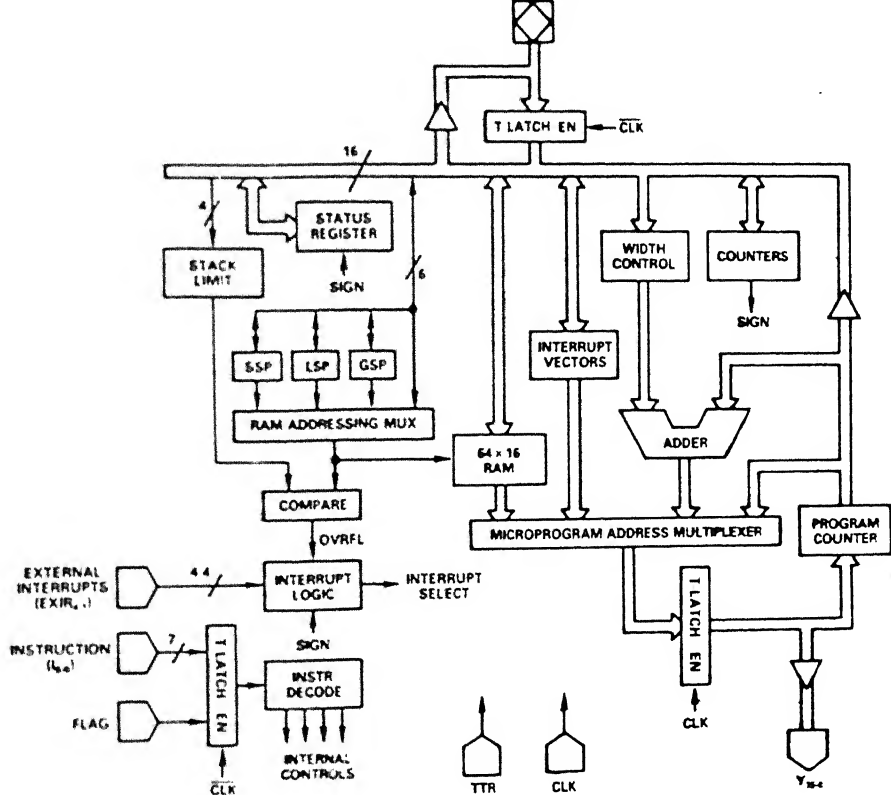 T LATCH EN
CLK
16
4
STATUS
REGISTER
6
STACK
LIMIT
SIGN
WIDTH
CONTROL
COUNTERS
SIGN
INTERRUPT
VECTORS
SSP
LSP
GSP
RAM ADDRESSING MUX
ADDER
64 × 16
RAM
COMPARE
OVRFL
MICROPROGRAM ADDRESS MULTIPLEXER
PROGRAM
COUNTER
EXTERNAL
INTERRUPTS
(EXIR4-1)
4
INTERRUPT
LOGIC
INTERRUPT
SELECT
SIGN
INSTRUCTION
7
T LATCH EN
INSTR
DECODE
T LATCH EN
CLK
FLAG
INTERNAL
CONTROLS
CLK
TTR
CLK